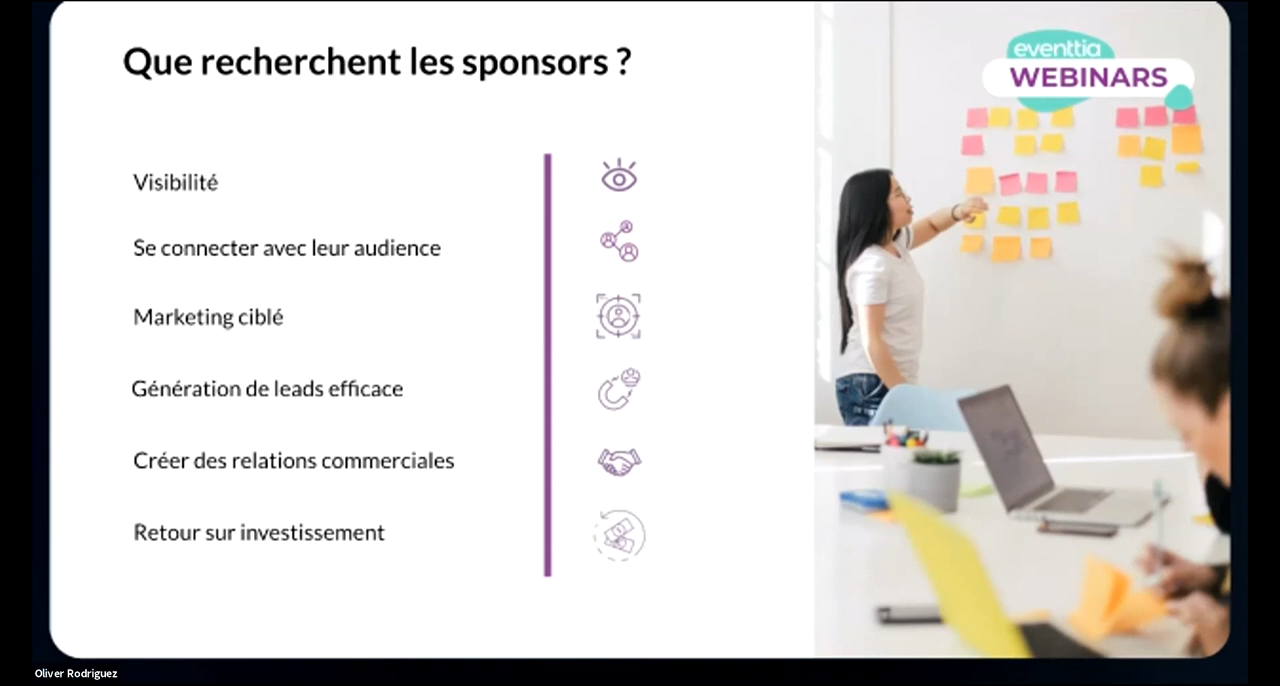 Que recherchent les sponsors ?
eventtia
WEBINARS
Visibilité
Se connecter avec leur audience
Marketing ciblé
Génération de leads efficace
Créer des relations commerciales
Retour sur investissement
Oliver Rodriguez